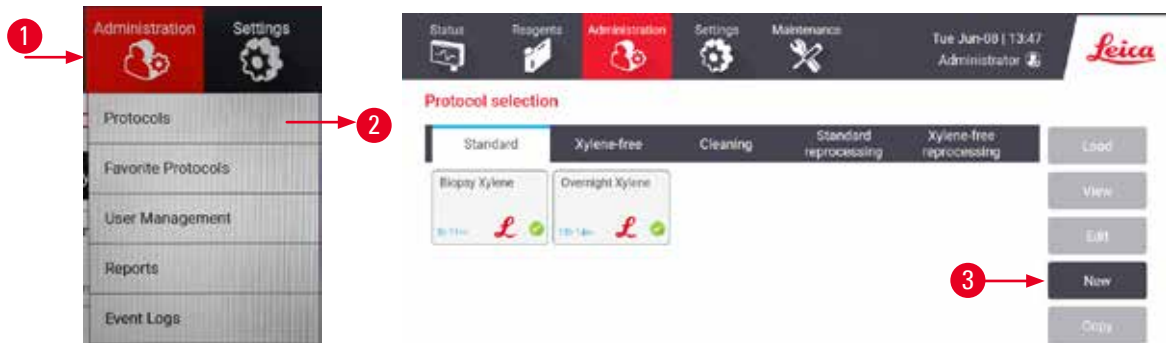 1
Administration Settings
Protocols
2
Favorite Protocols
User Management
Reports
Event Logs
Status Reagents Administration Settings Maintenance
Tue Jun-08 | 13:47
Administrator
Leica
Protocol selection
Standard Xylene-free Cleaning Standard reprocessing Xylene-free reprocessing
Load
Biopsy Xylene Overnight Xylene
View
L L
Edit
3
New
Copy